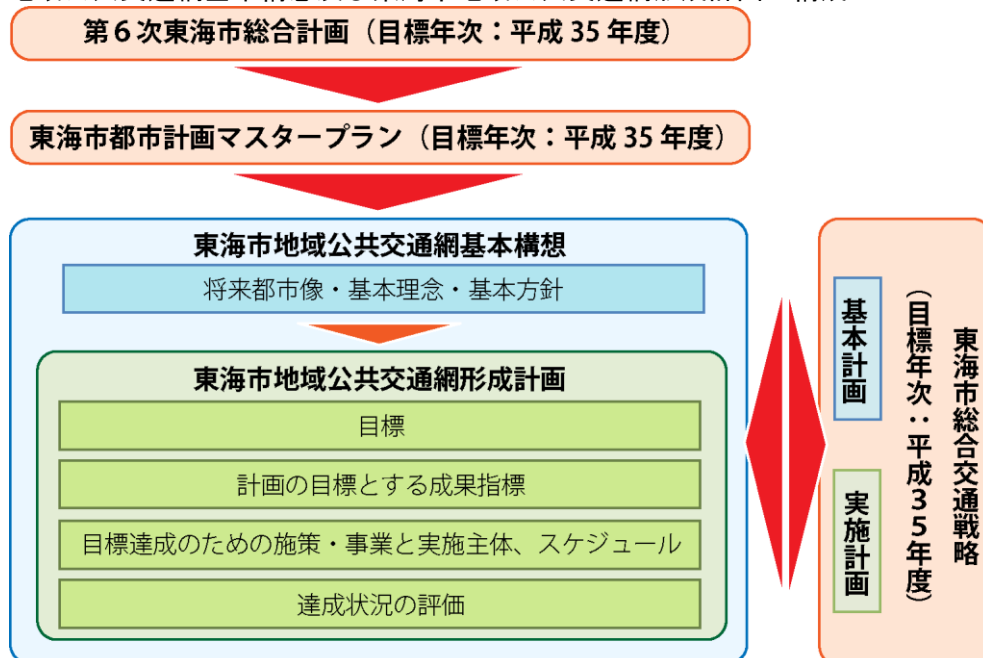 第6次東海市総合計画（目標年次：平成 35 年度）
東海市都市計画マスタープラン（目標年次：平成 35 年度）
東海市地域公共交通網基本構想
将来都市像・基本理念・基本方針
東海市地域公共交通網形成計画
目標
計画の目標とする成果指標
目標達成のための施策・事業と実施主体、スケジュール
達成状況の評価
東海市総合交通戦略
（目標年次：平成３５年度）
基本計画
実施計画